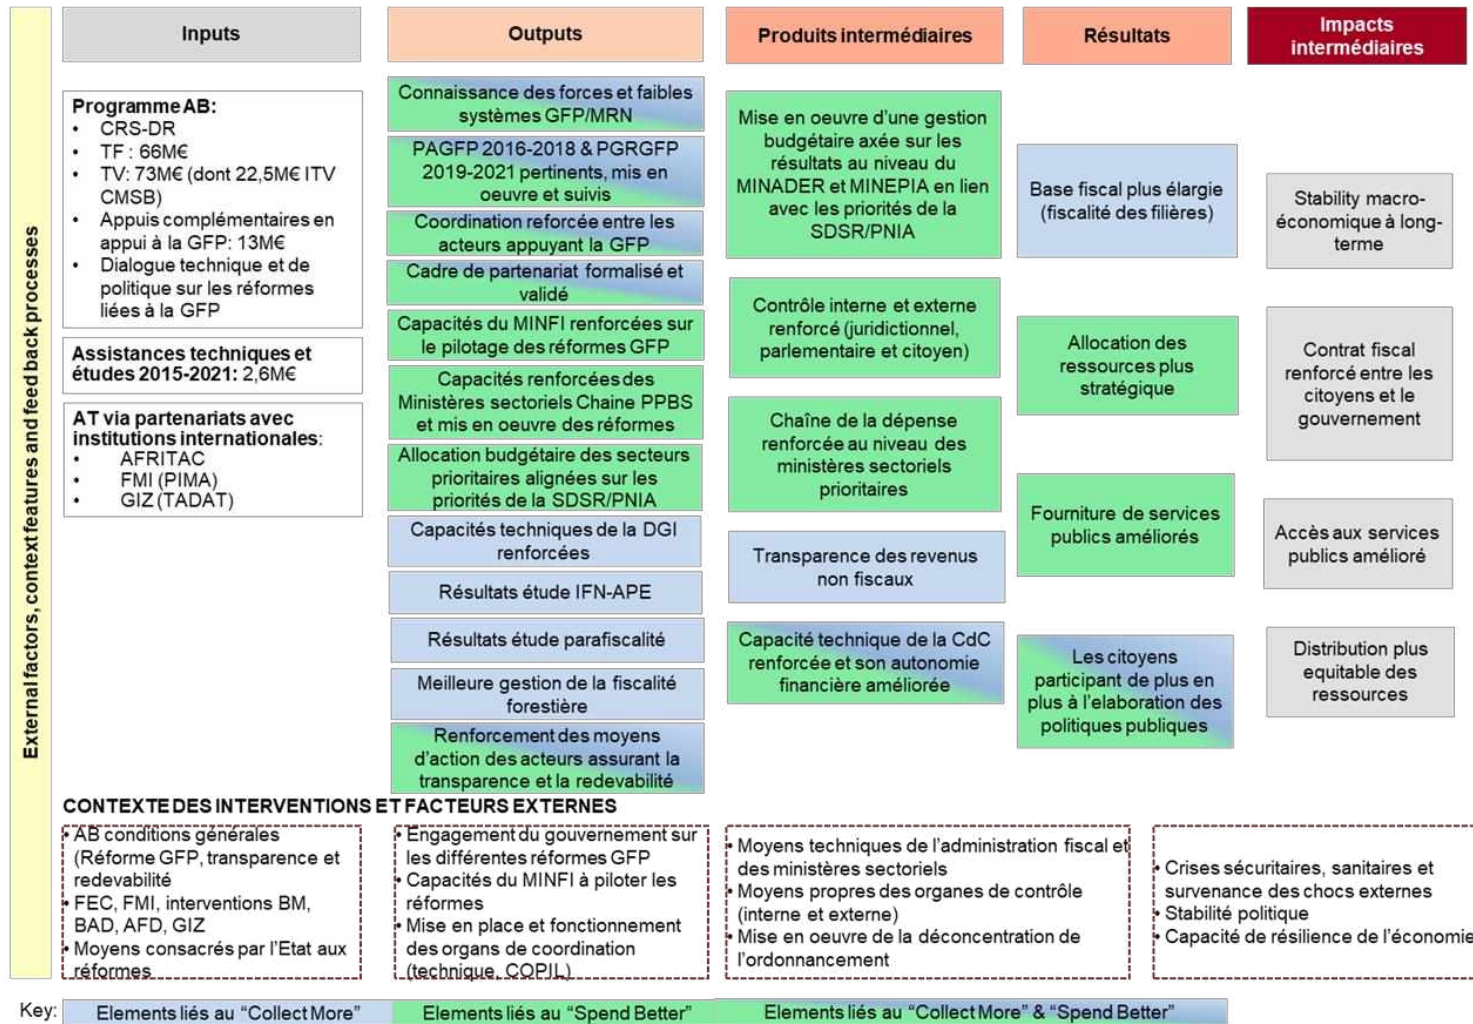 External factors, context features and feed back processes
Inputs
Programme AB:
• CRS-DR
• TF : 66M€
• TV: 73M€ (dont 22,5M€ ITV
CMSB)
• Appuis complémentaires en
appui à la GFP: 13M€
• Dialogue technique et de
politique sur les réformes
liées à la GFP
Assistances techniques et
études 2015-2021: 2,6M€
AT via partenariats avec
institutions internationales:
• AFRITAC
• FMI (PIMA)
• GIZ (TADAT)
Outputs
Connaissance des forces et faibles
systèmes GFP/MRN
PAGFP 2016-2018 & PGRGFP
2019-2021 pertinents, mis en
oeuvre et suivis
Coordination reforcée entre les
acteurs appuyant la GFP
Cadre de partenariat formalisé et
validé
Capacités du MINFI renforcées sur
le pilotage des réformes GFP
Capacités renforcées des
Ministères sectoriels Chaine PPBS
et mis en oeuvre des réformes
Allocation budgétaire des secteurs
prioritaires alignées sur les
priorités de la SDSR/PNIA
Capacités techniques de la DGI
renforcées
Résultats étude IFN-APE
Résultats étude parafiscalité
Meilleure gestion de la fiscalité
forestière
Renforcement des moyens
d'action des acteurs assurant la
transparence et la redevabilité
Produits intermédiaires
Mise en oeuvre d'une gestion
budgétaire axée sur les
résultats au niveau du
MINADER et MINEPIA en lien
avec les priorités de la
SDSR/PNIA
Contrôle interne et externe
renforcé (juridictionnel,
parlementaire et citoyen)
Chaîne de la dépense
renforcée au niveau des
ministères sectoriels
prioritaires
Transparence des revenus
non fiscaux
Capacité technique de la CdC
renforcée et son autonomie
financière améliorée
Résultats
Base fiscal plus élargie
(fiscalité des filières)
Allocation des
ressources plus
stratégique
Fourniture de services
publics améliorés
Les citoyens
participant de plus en
plus à l'elaboration des
politiques publiques
Impacts
intermédiaires
Stability macro-
économique à long-
terme
Contrat fiscal
renforcé entre les
citoyens et le
gouvernement
Accès aux services
publics amélioré
Distribution plus
equitable des
ressources
CONTEXTE DES INTERVENTIONS ET FACTEURS EXTERNES
• AB conditions générales
(Réforme GFP, transparence et
redevabilité
• FEC, FMI, interventions BM,
BAD, AFD, GIZ
• Moyens consacrés par l'Etat aux
réformes
• Engagement du gouvernement sur
les différentes réformes GFP
• Capacités du MINFI à piloter les
réformes
• Mise en place et fonctionnement
des organs de coordination
(technique, COPIL)
• Moyens techniques de l'administration fiscal et
des ministères sectoriels
• Moyens propres des organes de contrôle
(interne et externe)
• Mise en oeuvre de la déconcentration de
l'ordonnancement
• Crises sécuritaires, sanitaires et
survenance des chocs externes
• Stabilité politique
• Capacité de résilience de l'économie
Key:
Elements liés au "Collect More"
Elements liés au "Spend Better"
Elements liés au "Collect More" & "Spend Better"